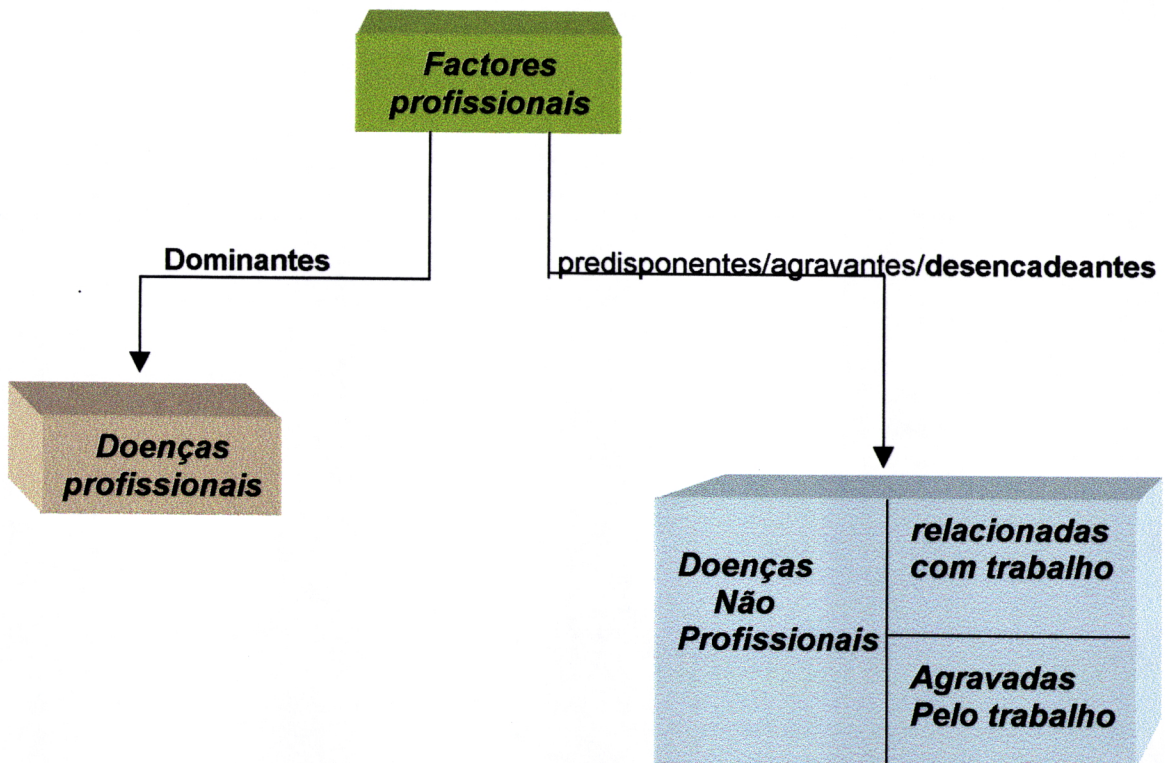 Factores
profissionais
Dominantes
predisponentes/agravantes/desencadeantes
Doenças
profissionais
Doenças
Não
Profissionais
relacionadas
com trabalho
Agravadas
Pelo trabalho